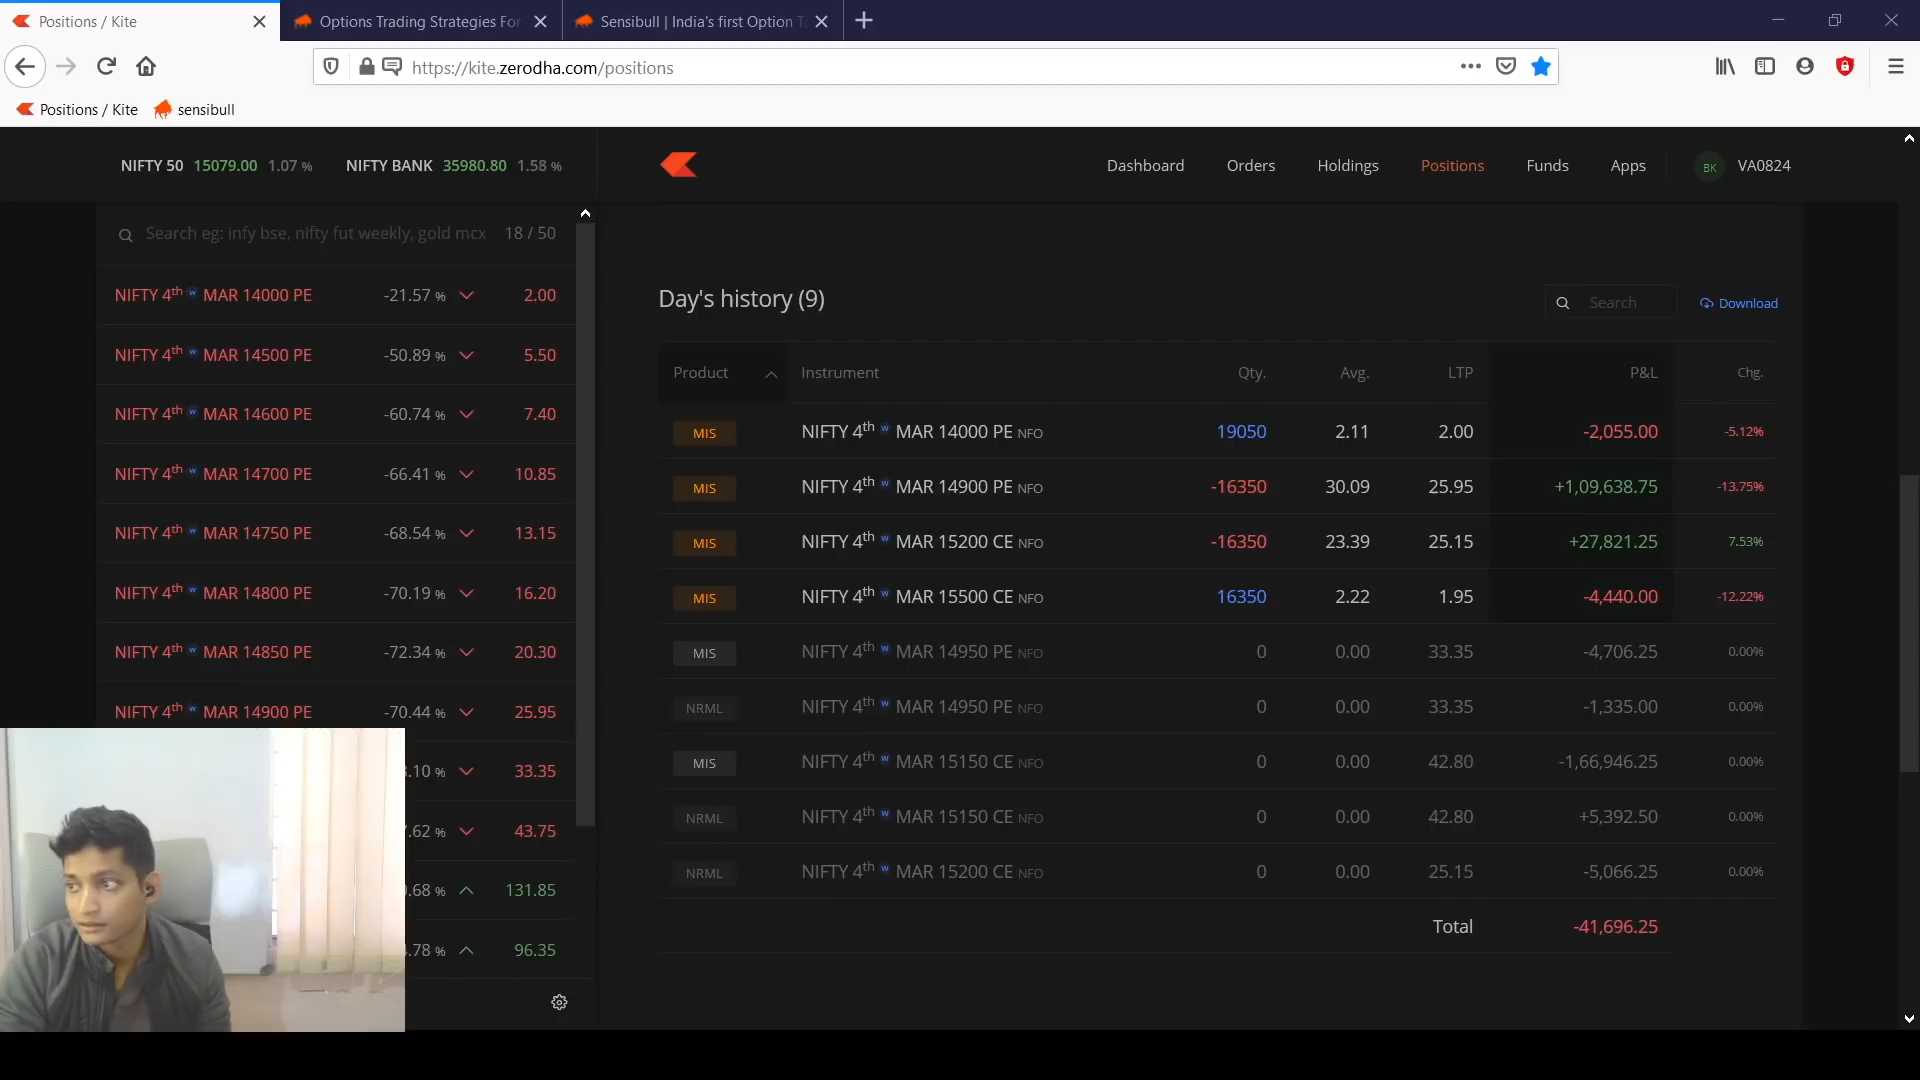 Positions / Kite
Options Trading Strategies For
Sensibull | India's first Option T
https://kite.zerodha.com/positions
Positions / Kite
sensibull
NIFTY 50 15079.00 1.07 %
NIFTY BANK 35980.80 1.58 %
Dashboard
Orders
Holdings
Positions
Funds
Apps
BK
VA0824
Search eg: infy bse, nifty fut weekly, gold mcx 18 / 50
NIFTY 4th w MAR 14000 PE -21.57 % 2.00
NIFTY 4th w MAR 14500 PE -50.89 % 5.50
NIFTY 4th w MAR 14600 PE -60.74 % 7.40
NIFTY 4th w MAR 14700 PE -66.41 % 10.85
NIFTY 4th w MAR 14750 PE -68.54 % 13.15
NIFTY 4th w MAR 14800 PE -70.19 % 16.20
NIFTY 4th w MAR 14850 PE -72.34 % 20.30
NIFTY 4th w MAR 14900 PE -70.44 % 25.95
.10 % 33.35
.62 % 43.75
.68 % 131.85
.78 % 96.35
Day's history (9)
Search
Download
Product Instrument Qty. Avg. LTP P&L Chg.
MIS NIFTY 4th w MAR 14000 PE NFO 19050 2.11 2.00 -2,055.00 -5.12%
MIS NIFTY 4th w MAR 14900 PE NFO -16350 30.09 25.95 +1,09,638.75 -13.75%
MIS NIFTY 4th w MAR 15200 CE NFO -16350 23.39 25.15 +27,821.25 7.53%
MIS NIFTY 4th w MAR 15500 CE NFO 16350 2.22 1.95 -4,440.00 -12.22%
MIS NIFTY 4th w MAR 14950 PE NFO 0 0.00 33.35 -4,706.25 0.00%
NRML NIFTY 4th w MAR 14950 PE NFO 0 0.00 33.35 -1,335.00 0.00%
MIS NIFTY 4th w MAR 15150 CE NFO 0 0.00 42.80 -1,66,946.25 0.00%
NRML NIFTY 4th w MAR 15150 CE NFO 0 0.00 42.80 +5,392.50 0.00%
NRML NIFTY 4th w MAR 15200 CE NFO 0 0.00 25.15 -5,066.25 0.00%
Total -41,696.25